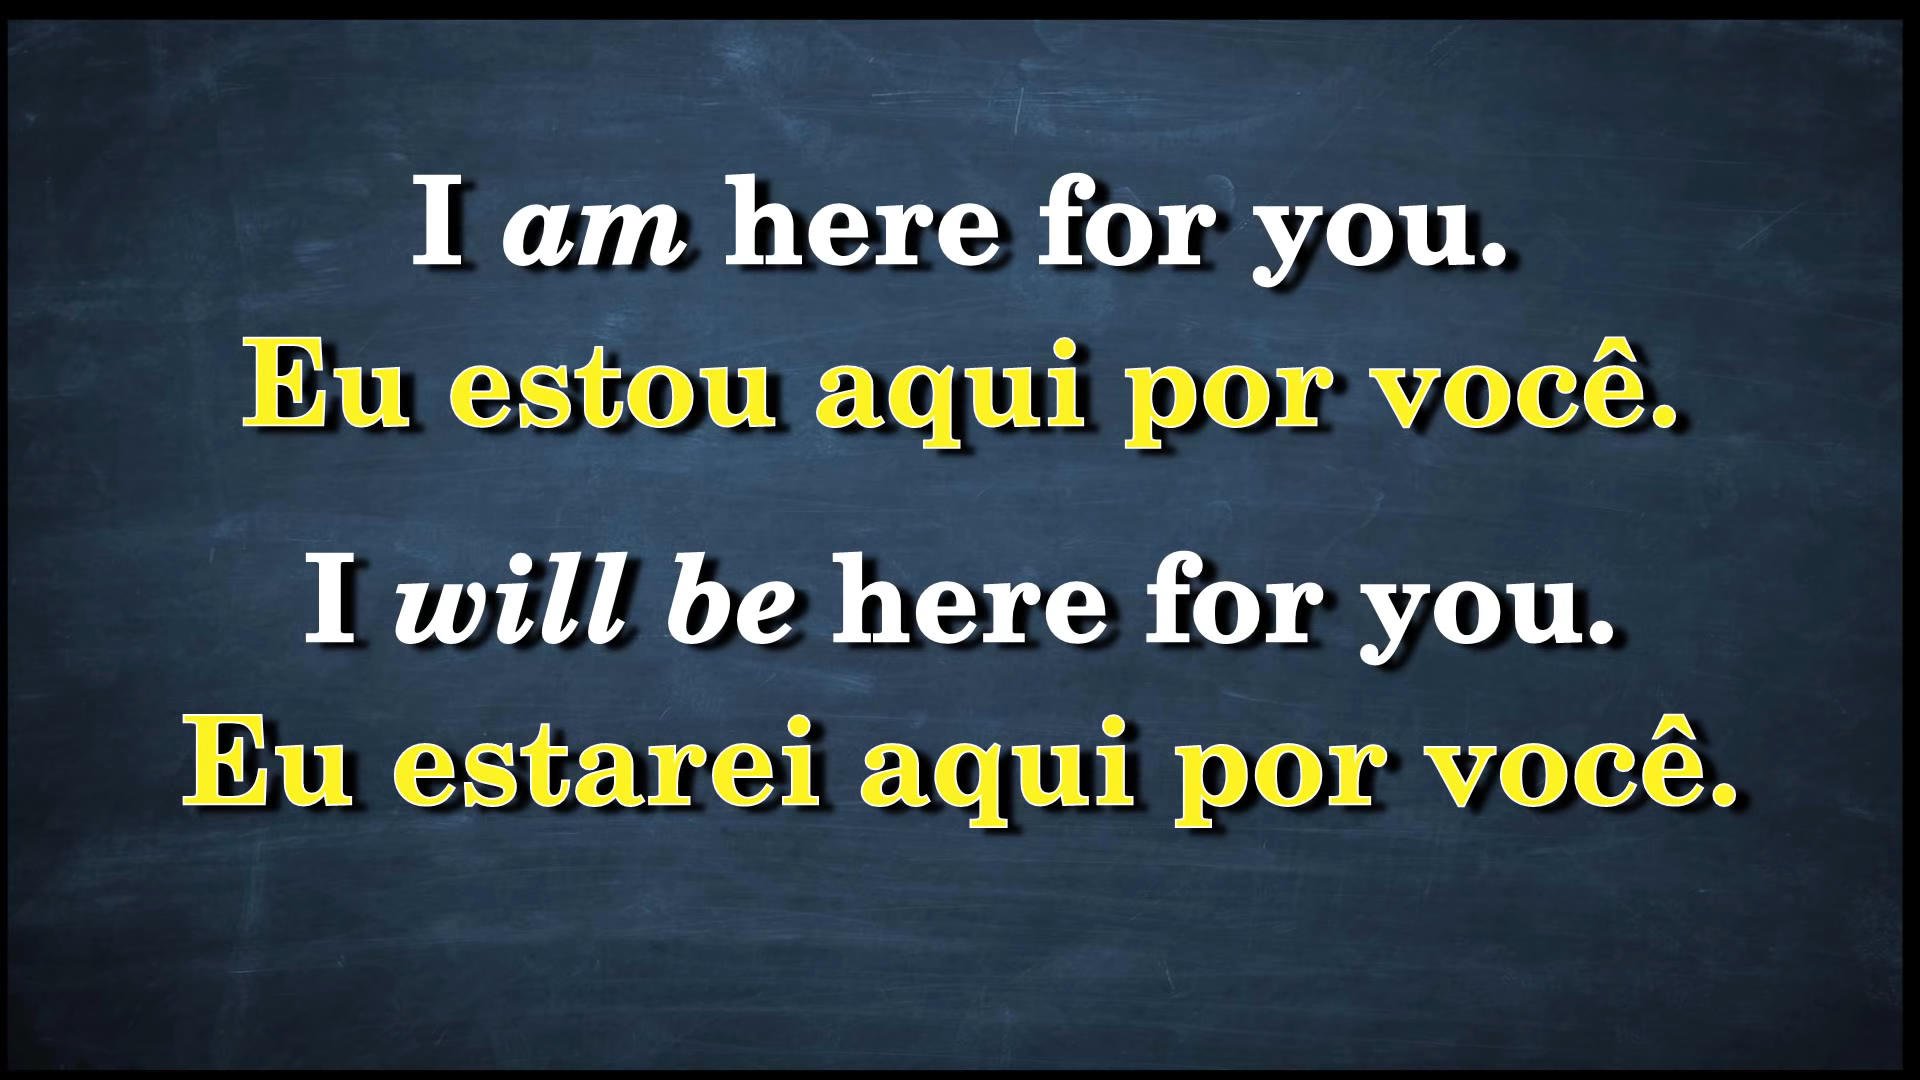 I am here for you.
Eu estou aqui por você.
I will be here for you.
Eu estarei aqui por você.